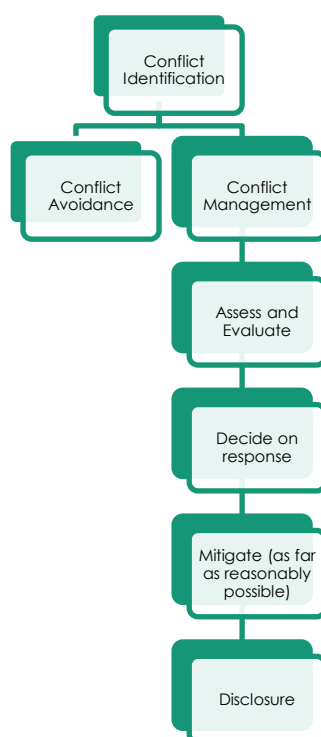 Conflict
Identification
Conflict
Avoidance
Conflict
Management
Assess and
Evaluate
Decide on
response
Mitigate (as far
as reasonably
possible)
Disclosure